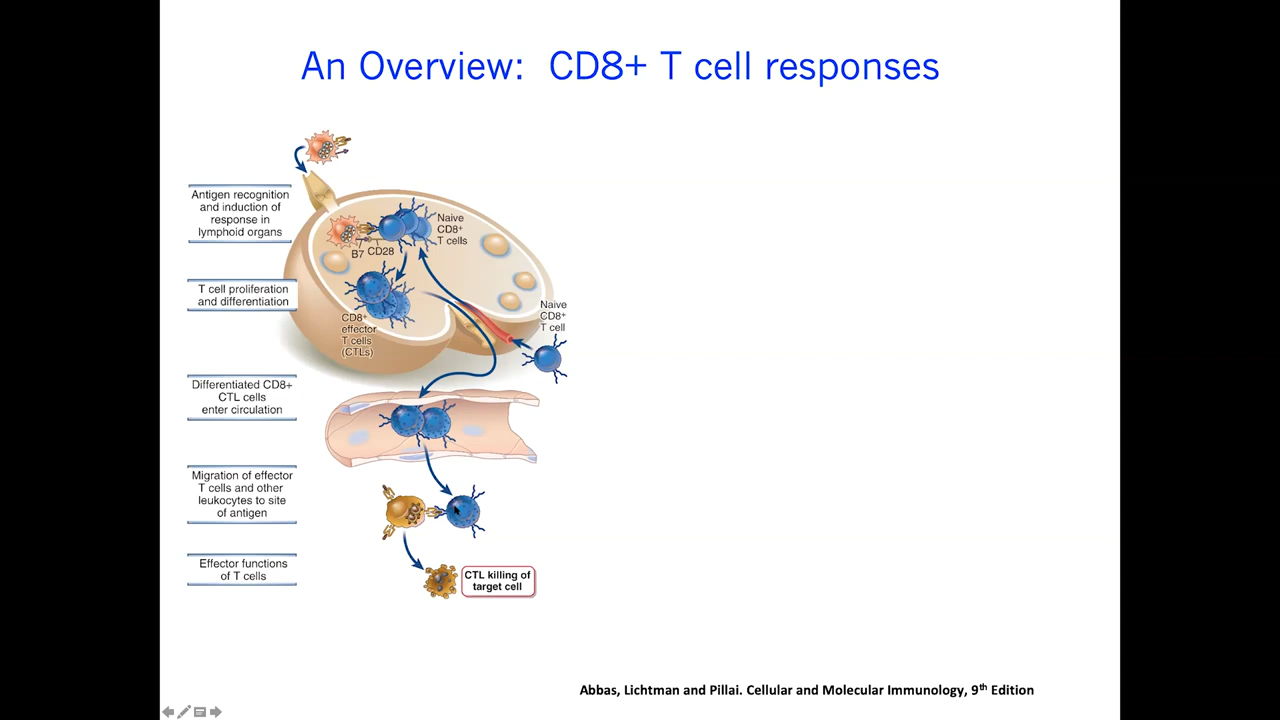 An Overview: CD8+ T cell responses
Antigen recognition
and induction of
response in
lymphoid organs
Naive
CD8+
T cells
B7 CD28
T cell proliferation
and differentiation
CD8+
effector
T cells
(CTLs)
Naive
CD8+
T cell
Differentiated CD8+
CTL cells
enter circulation
Migration of effector
T cells and other
leukocytes to site
of antigen
Effector functions
of T cells
CTL killing of
target cell
Abbas, Lichtman and Pillai. Cellular and Molecular Immunology, 9th Edition